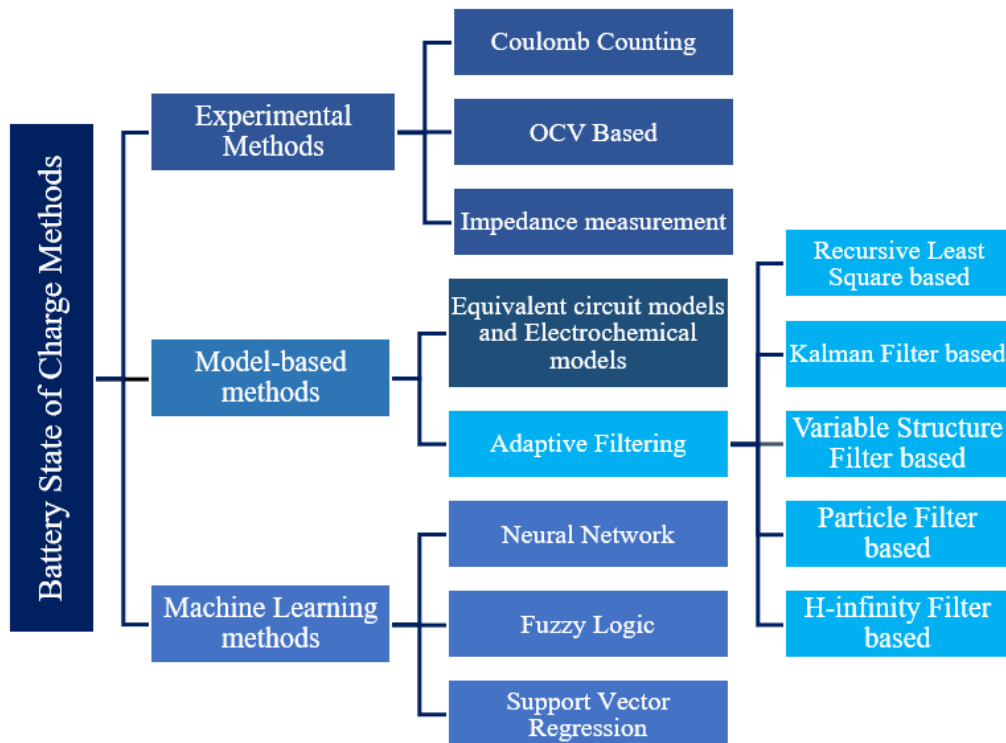 Battery State of Charge Methods
Experimental
Methods
Coulomb Counting
OCV Based
Impedance measurement
Model-based
methods
Equivalent circuit models
and Electrochemical
models
Adaptive Filtering
Recursive Least
Square based
Kalman Filter based
Variable Structure
Filter based
Particle Filter
based
H-infinity Filter
based
Machine Learning
methods
Neural Network
Fuzzy Logic
Support Vector
Regression